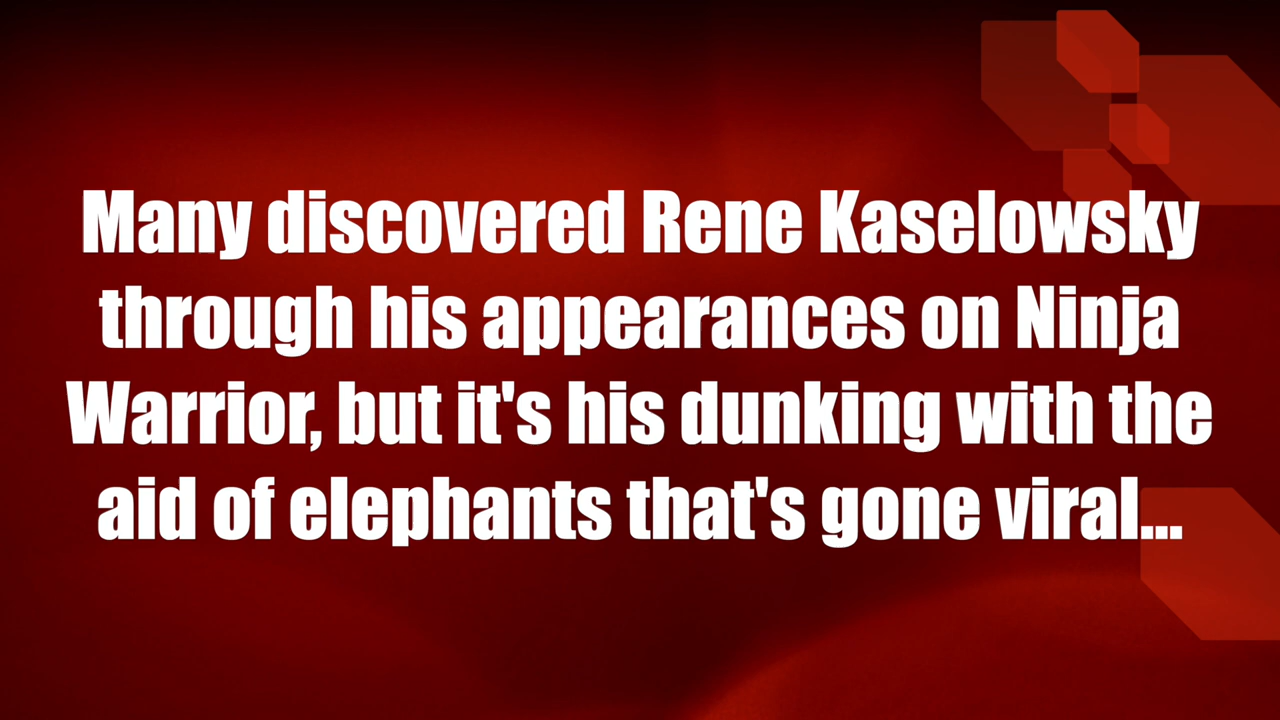 Many discovered Rene Kaselowsky
through his appearances on Ninja
Warrior, but it's his dunking with the
aid of elephants that's gone viral...